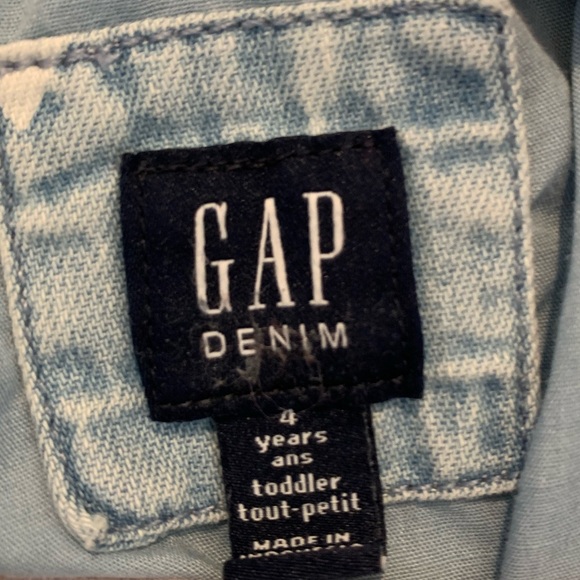 GAP
DENIM
4
years
ans
toddler
tout-petit
MADE IN